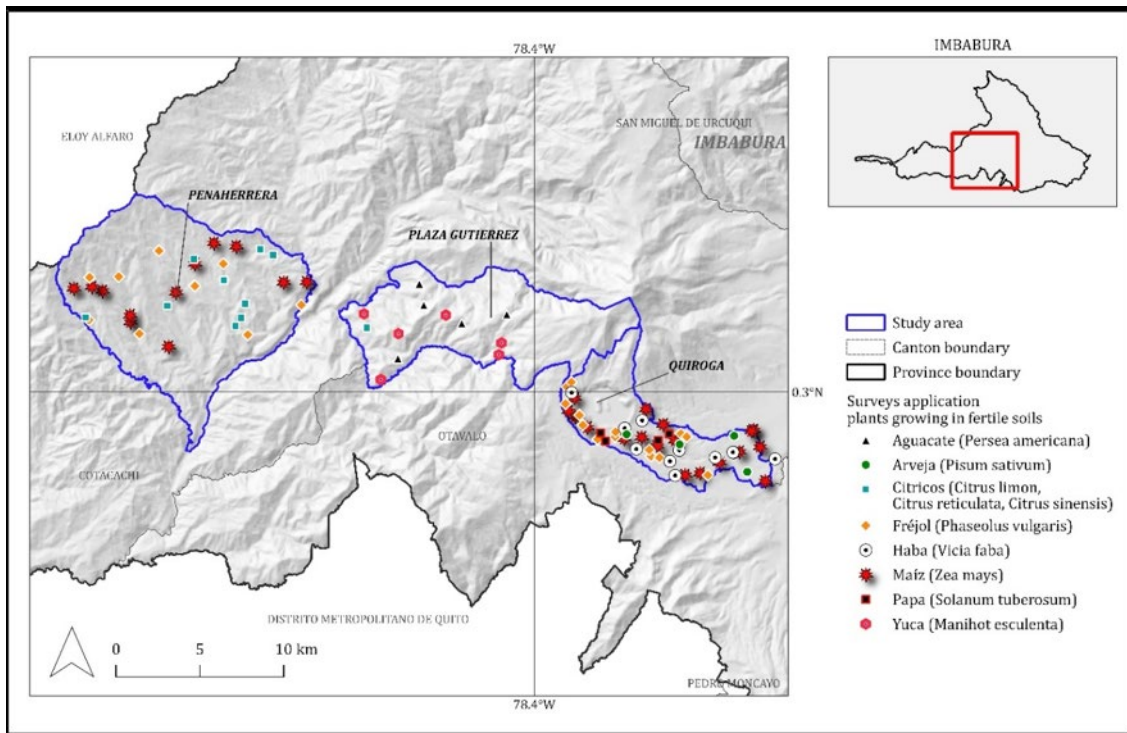 78.4°W
IMBABURA
ELOY ALFARO
SAN MIGUEL DE URCUQUI
IMBABURA
PENAHERRERA
PLAZA GUTIERREZ
QUIROGA
0.3°N
OTAVALO
COTACACHI
DISTRITO METROPOLITANO DE QUITO
PEDRO MONCAYO
0 5 10 km
78.4°W
Study area
Canton boundary
Province boundary
Surveys application
plants growing in fertile soils
Aguacate (Persea americana)
Arveja (Pisum sativum)
Citricos (Citrus limon,
Citrus reticulata, Citrus sinensis)
Fréjol (Phaseolus vulgaris)
Haba (Vicia faba)
Maíz (Zea mays)
Papa (Solanum tuberosum)
Yuca (Manihot esculenta)